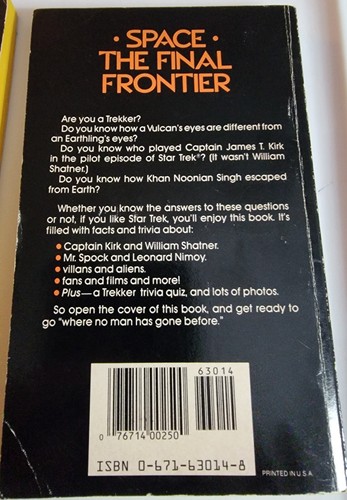 • SPACE •
THE FINAL
FRONTIER
Are you a Trekker?
Do you know how a Vulcan's eyes are different from
an Earthling's eyes?
Do you know who played Captain James T. Kirk
in the pilot episode of Star Trek®? (It wasn't William
Shatner.)
Do you know how Khan Noonian Singh escaped
from Earth?
Whether you know the answers to these questions
or not, if you like Star Trek, you'll enjoy this book. It's
filled with facts and trivia about:
• Captain Kirk and William Shatner.
• Mr. Spock and Leonard Nimoy.
• villans and aliens.
• fans and films and more!
• Plus—a Trekker trivia quiz, and lots of photos.
So open the cover of this book, and get ready to
go "where no man has gone before."
63014
0 76714 00250
ISBN 0-671-63014-8
PRINTED IN U.S.A.